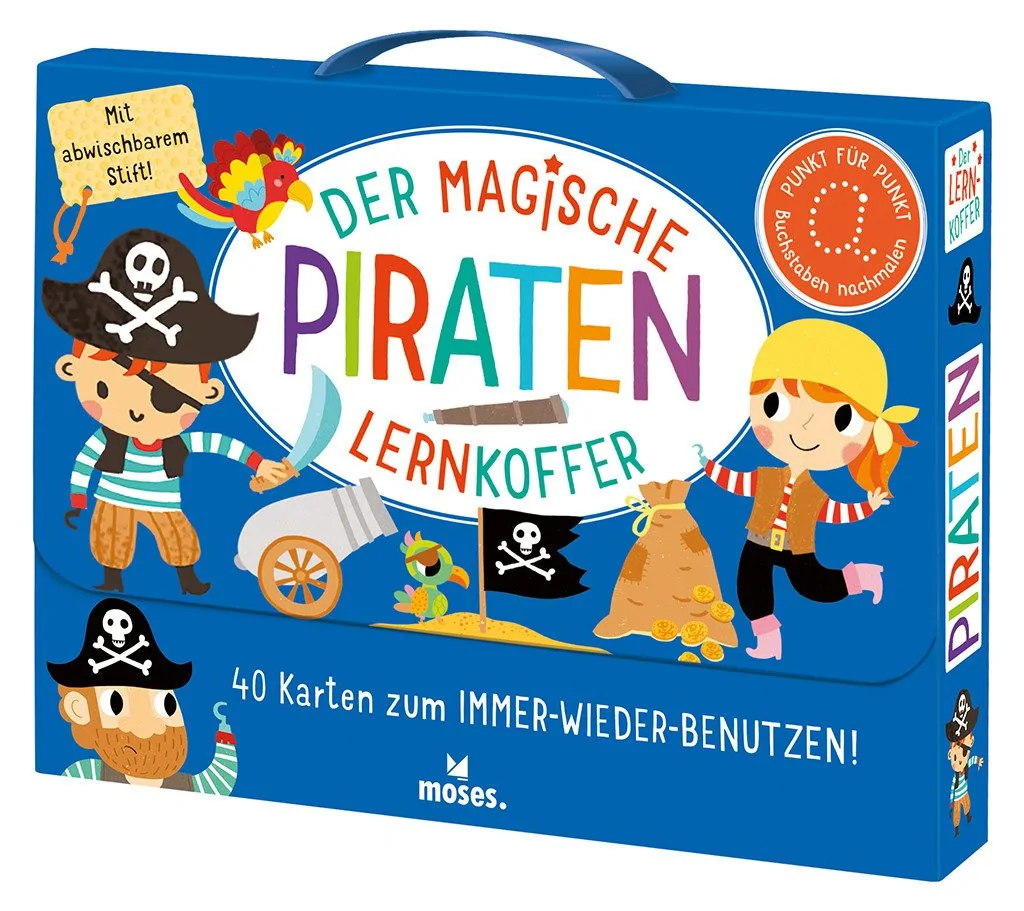 Mit
abwischbarem
Stift!
DER MAGISCHE
PIRATEN
LERNKOFFER
PUNKT FÜR PUNKT
a
Buchstaben nachmalen
40 Karten zum IMMER-WIEDER-BENUTZEN!
moses.
Der
LERN-
KOFFER
PIRATEN